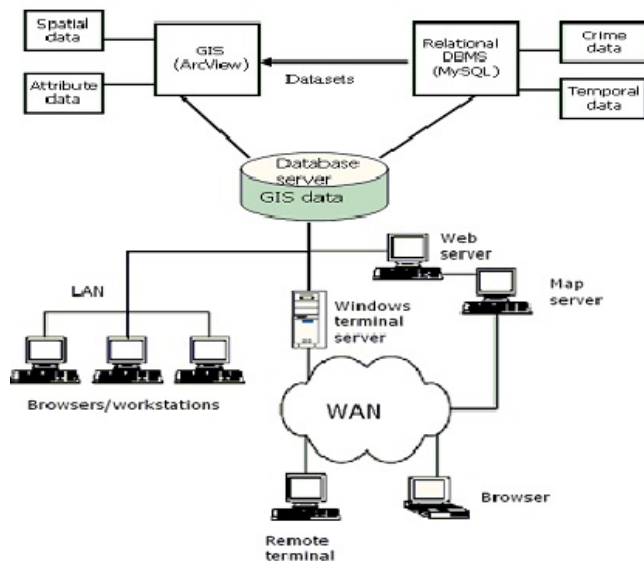 Spatial
data
GIS
(ArcView)
Relational
DBMS
(MySQL)
Crime
data
Datasets
Attribute
data
Temporal
data
Database
server
GIS data
Web
server
Map
server
LAN
Windows
terminal
server
Browsers/workstations
WAN
Browser
Remote
terminal